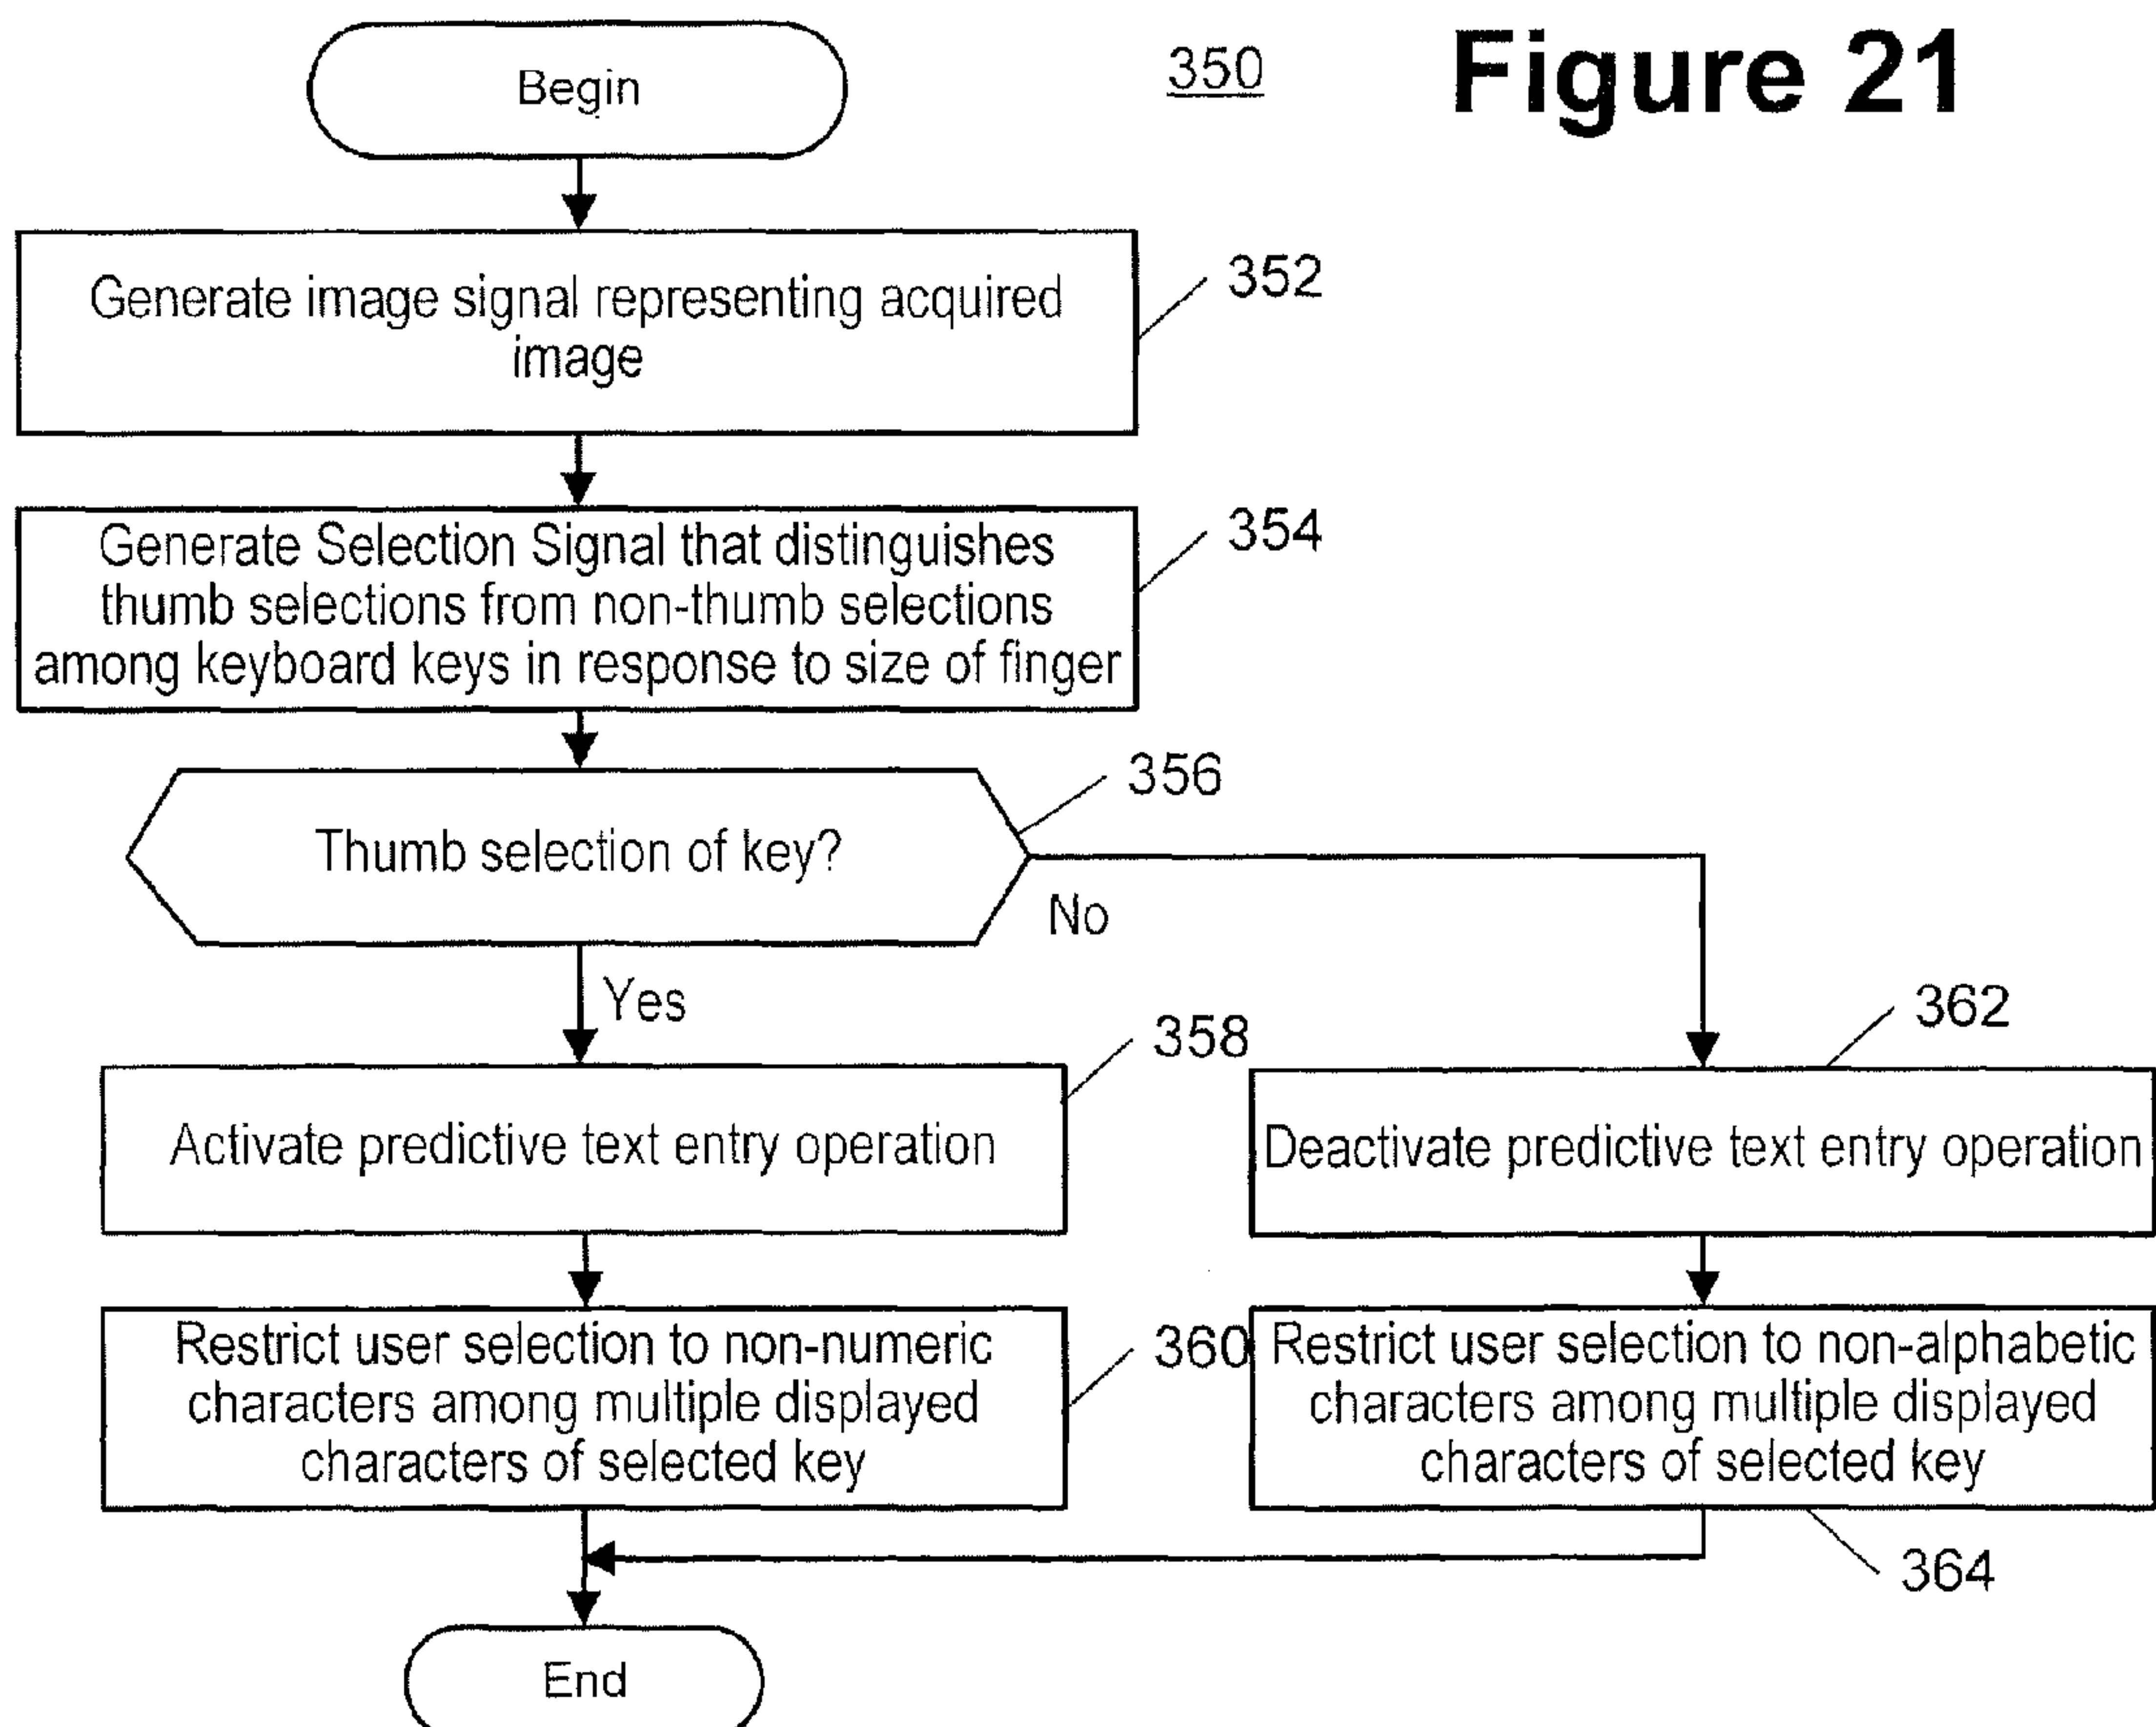 Figure 21
350
Begin
Generate image signal representing acquired
image
352
Generate Selection Signal that distinguishes
thumb selections from non-thumb selections
among keyboard keys in response to size of finger
354
Thumb selection of key?
356
No
Yes
Activate predictive text entry operation
358
Deactivate predictive text entry operation
362
Restrict user selection to non-numeric
characters among multiple displayed
characters of selected key
360
Restrict user selection to non-alphabetic
characters among multiple displayed
characters of selected key
364
End